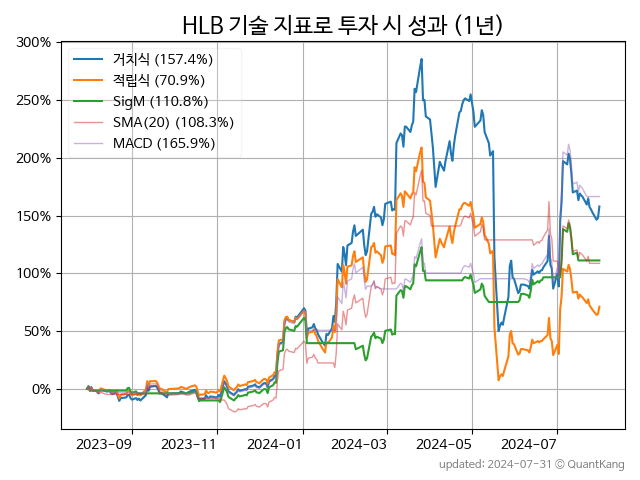 HLB 기술 지표로 투자 시 성과 (1년)
300%
250%
200%
150%
100%
50%
0%
거치식 (157.4%)
적립식 (70.9%)
SigM (110.8%)
SMA(20) (108.3%)
MACD (165.9%)
2023-09
2023-11
2024-01
2024-03
2024-05
2024-07
updated: 2024-07-31 © QuantKang